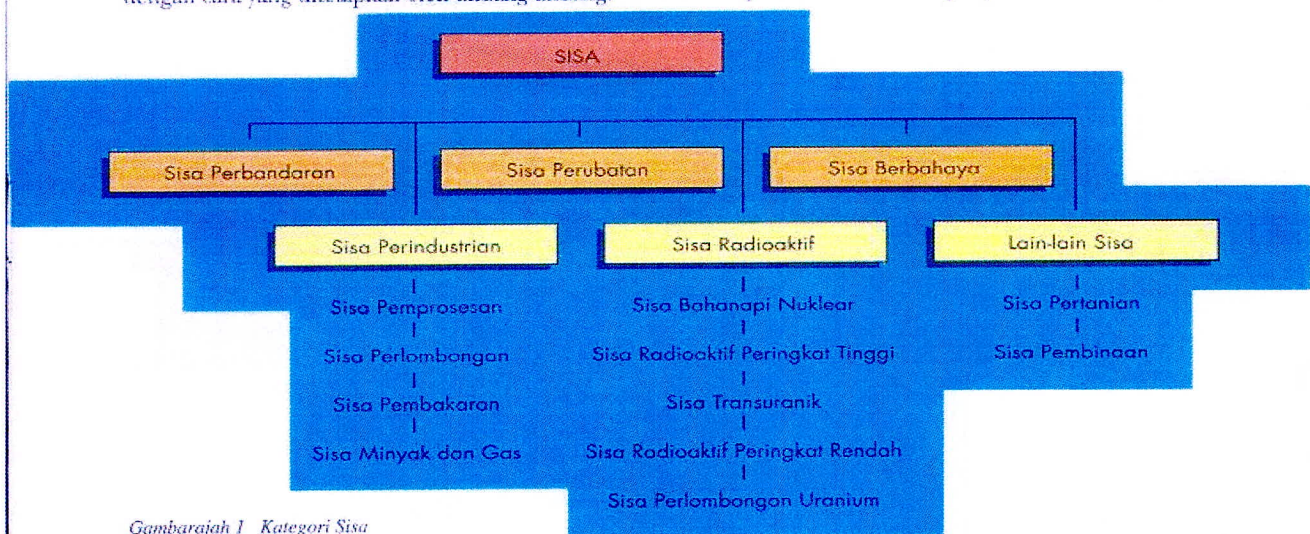 SISA
Sisa Perbandaran
Sisa Perubatan
Sisa Berbahaya
Sisa Perindustrian
Sisa Radioaktif
Lain-lain Sisa
Sisa Pemprosesan
Sisa Perlombongan
Sisa Pembakaran
Sisa Minyak dan Gas
Sisa Bahanapi Nuklear
Sisa Radioaktif Peringkat Tinggi
Sisa Transuranik
Sisa Radioaktif Peringkat Rendah
Sisa Perlombongan Uranium
Sisa Pertanian
Sisa Pembinaan
Gambarajah 1 Kategori Sisa